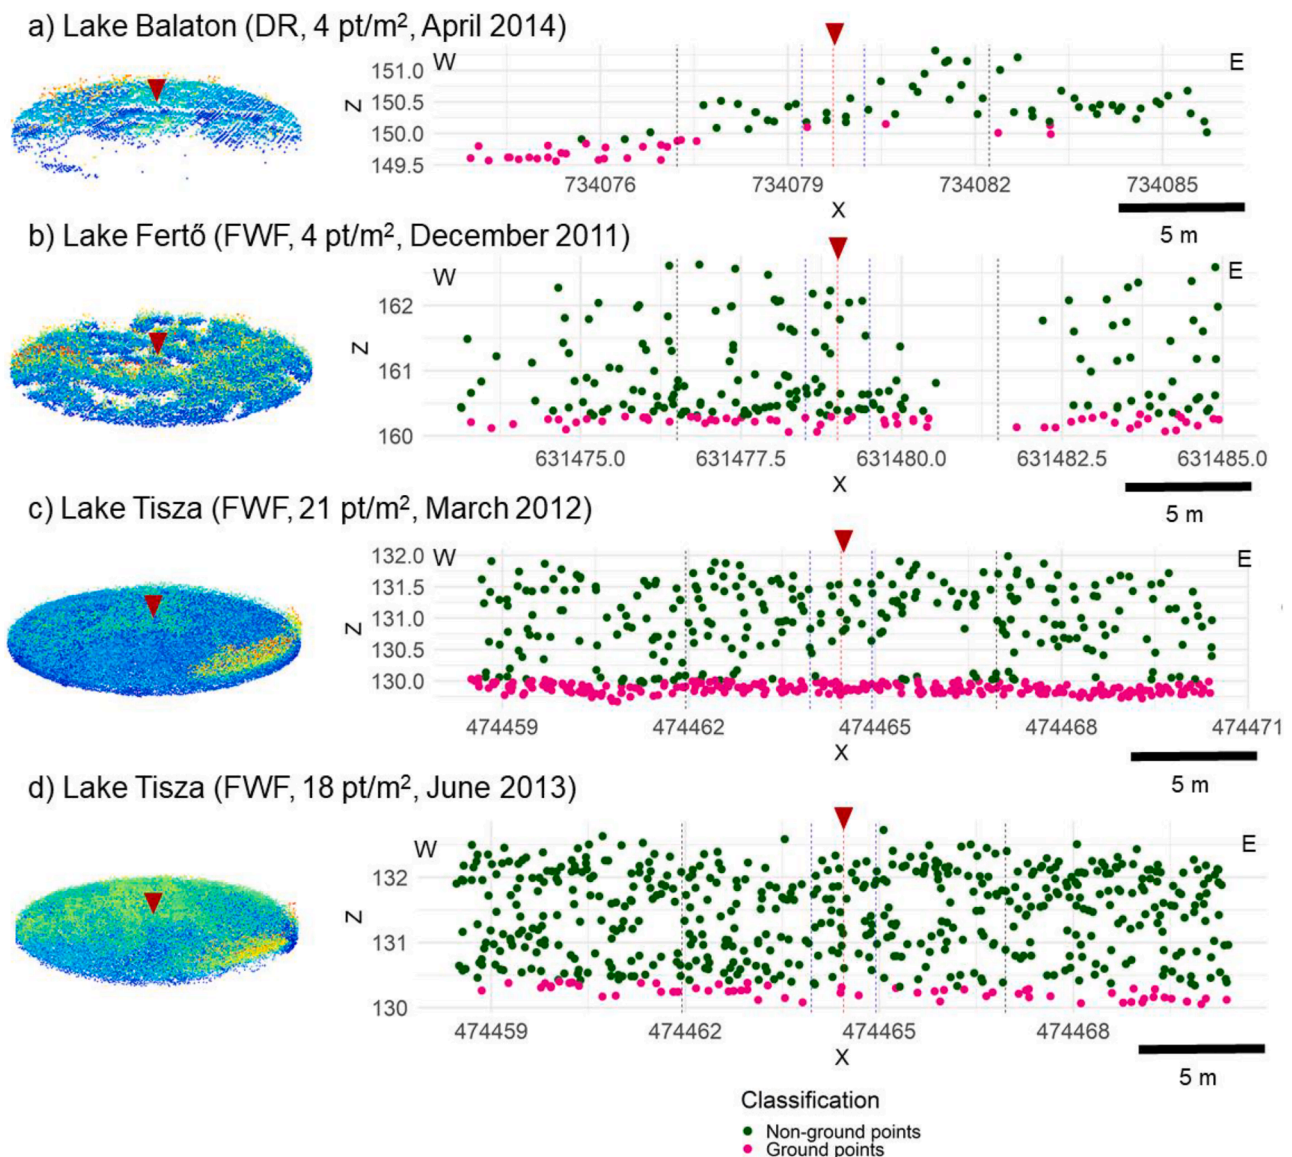 a) Lake Balaton (DR, 4 pt/m², April 2014)
W
E
Z
151.0
150.5
150.0
149.5
734076 734079 734082 734085
X
5 m
b) Lake Fertő (FWF, 4 pt/m², December 2011)
W
E
Z
162
161
160
631475.0 631477.5 631480.0 631482.5 631485.0
X
5 m
c) Lake Tisza (FWF, 21 pt/m², March 2012)
W
E
Z
132.0
131.5
131.0
130.5
130.0
474459 474462 474465 474468 474471
X
5 m
d) Lake Tisza (FWF, 18 pt/m², June 2013)
W
E
Z
132
131
130
474459 474462 474465 474468
X
5 m
Classification
Non-ground points
Ground points